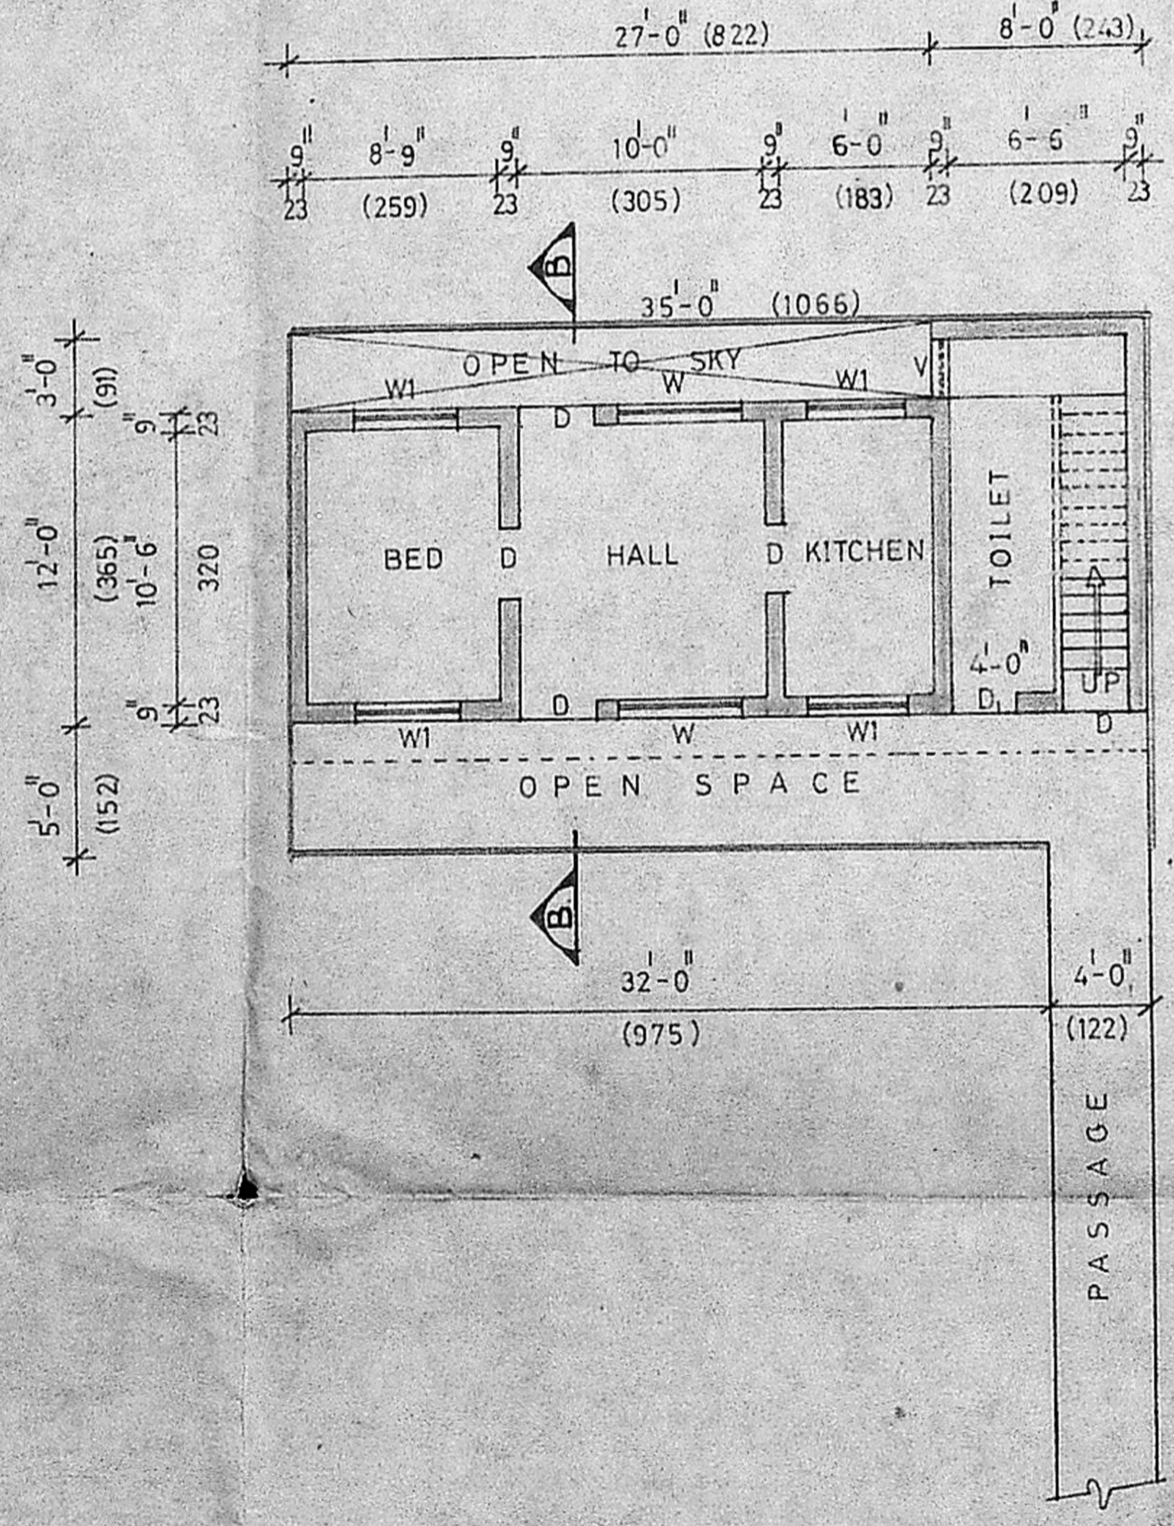 27'-0" (822) 8'-0" (243)
9" 8'-9" 9" 10'-0" 9" 6'-0" 9" 6'-6" 9"
23 (259) 23 (305) 23 (183) 23 (209) 23
B
35'-0" (1066)
OPEN TO SKY
W1 W W1 V
D
3'-0" (91)
9" 23
12'-0" (365) 10'-6" 320
9" 23
5'-0" (152)
BED D HALL D KITCHEN
TOILET
4'-0"
D D1 UP
W1 W W1 D
OPEN SPACE
B
32'-0" 4'-0"
(975) (122)
PASSAGE